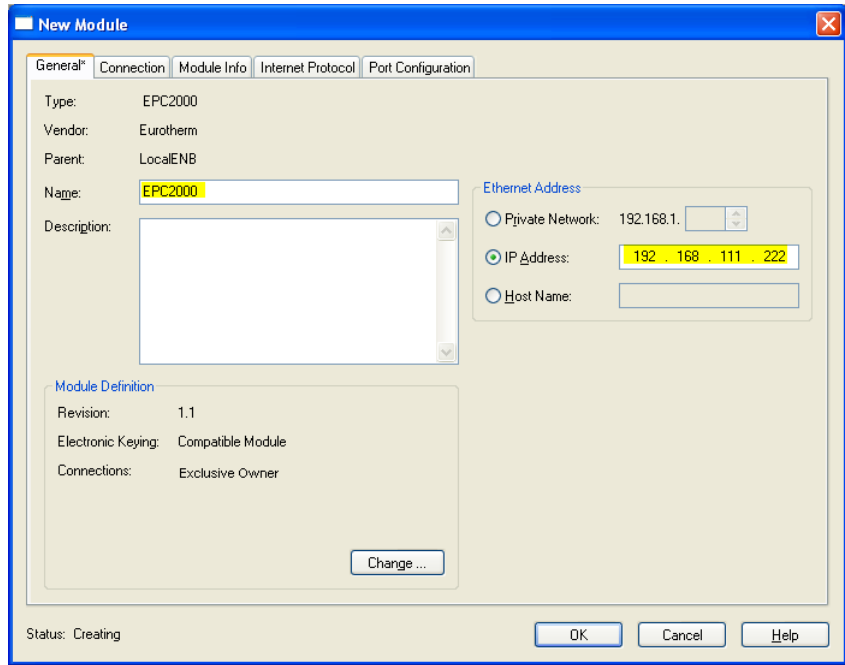 New Module
General* Connection Module Info Internet Protocol Port Configuration
Type: EPC2000
Vendor: Eurotherm
Parent: LocalENB
Name: EPC2000
Description:
Ethernet Address
Private Network: 192.168.1.
IP Address: 192 . 168 . 111 . 222
Host Name:
Module Definition
Revision: 1.1
Electronic Keying: Compatible Module
Connections: Exclusive Owner
Change ...
Status: Creating
OK Cancel Help